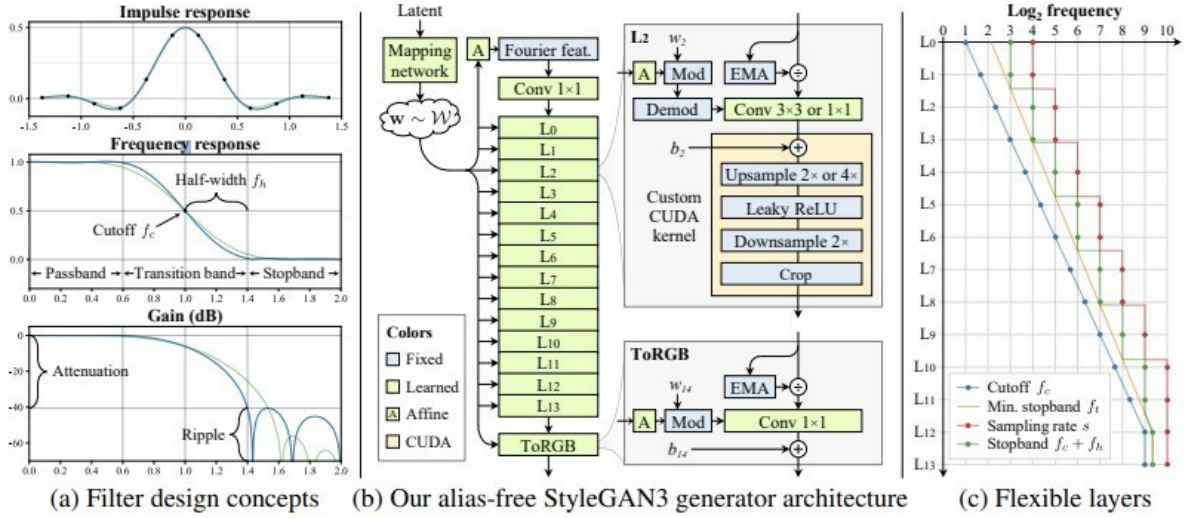 Impulse response
0.5
0.0
-1.5 -1.0 -0.5 0.0 0.5 1.0 1.5
Frequency response
1.0
Half-width fh
0.5
Cutoff fc
0.0
Passband Transition band Stopband
0.0 0.2 0.4 0.6 0.8 1.0 1.2 1.4 1.6 1.8 2.0
Gain (dB)
0
Attenuation
-20
-40
Ripple
-60
0.0 0.2 0.4 0.6 0.8 1.0 1.2 1.4 1.6 1.8 2.0
(a) Filter design concepts
Latent
Mapping
network
w ~ W
A
Fourier feat.
Conv 1×1
L0
L1
L2
L3
L4
L5
L6
L7
L8
L9
L10
L11
L12
L13
ToRGB
Colors
Fixed
Learned
A Affine
CUDA
L2
w2
A Mod EMA ÷
Demod Conv 3×3 or 1×1
b2 +
Upsample 2× or 4×
Custom
CUDA
kernel
Leaky ReLU
Downsample 2×
Crop
ToRGB
w14
EMA ÷
A Mod Conv 1×1
b14 +
(b) Our alias-free StyleGAN3 generator architecture
Log2 frequency
0 1 2 3 4 5 6 7 8 9 10
L0
L1
L2
L3
L4
L5
L6
L7
L8
L9
L10
L11
L12
L13
Cutoff fc
Min. stopband ft
Sampling rate s
Stopband fc + fh
(c) Flexible layers